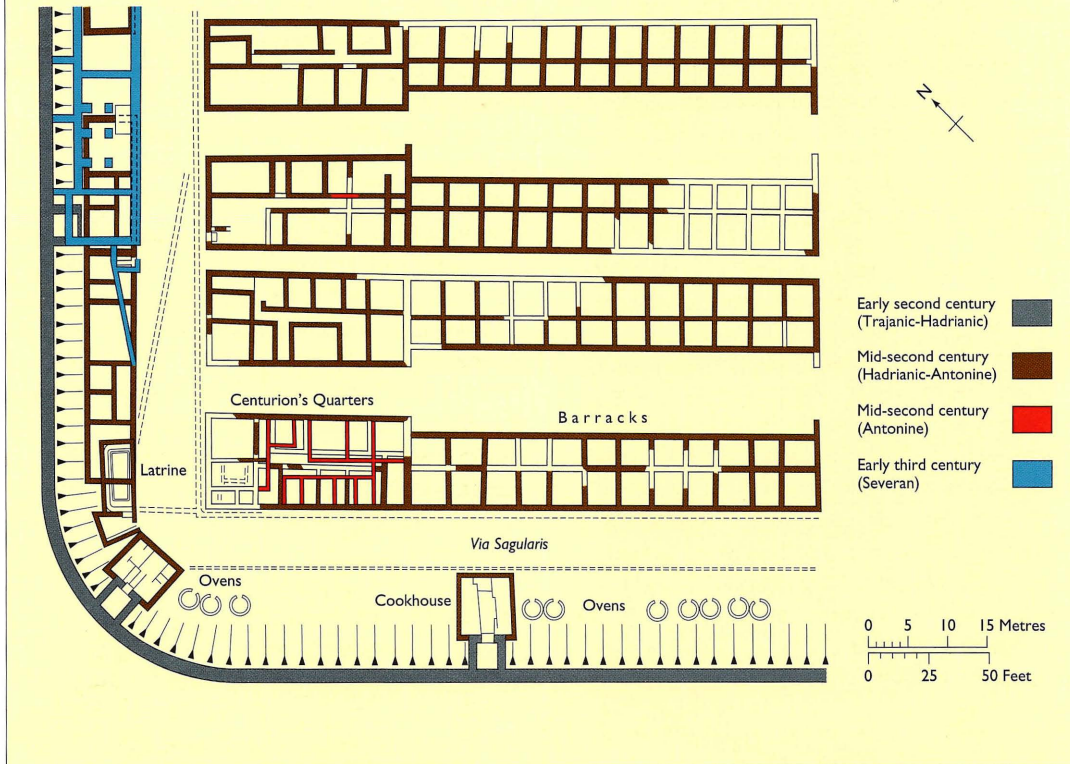 N
Early second century
(Trajanic-Hadrianic)
Mid-second century
(Hadrianic-Antonine)
Centurion's Quarters
Barracks
Mid-second century
(Antonine)
Latrine
Early third century
(Severan)
Via Sagularis
Ovens
Cookhouse
Ovens
0 5 10 15 Metres
0 25 50 Feet